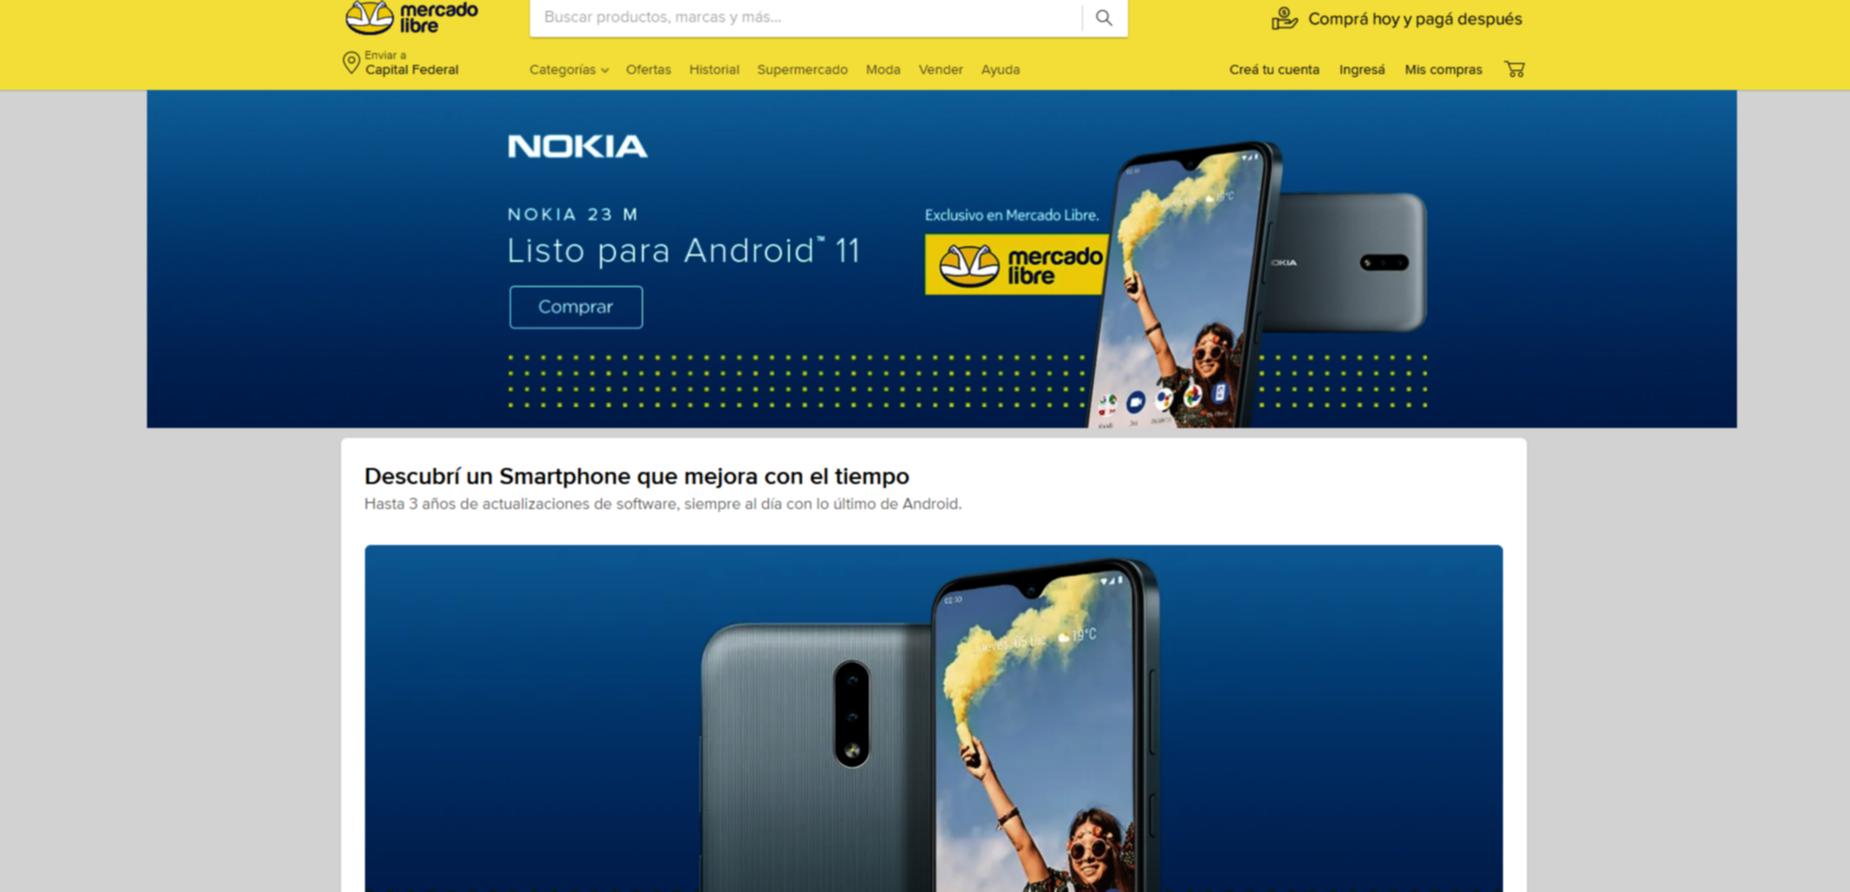 mercado
libre
Buscar productos, marcas y más...
Comprá hoy y pagá después
Enviar a
Capital Federal
Categorías Ofertas Historial Supermercado Moda Vender Ayuda
Creá tu cuenta Ingresá Mis compras
NOKIA
NOKIA 23 M
Listo para Android™ 11
Comprar
Exclusivo en Mercado Libre.
mercado
libre
OKIA
Descubrí un Smartphone que mejora con el tiempo
Hasta 3 años de actualizaciones de software, siempre al día con lo último de Android.
02:30
19°C